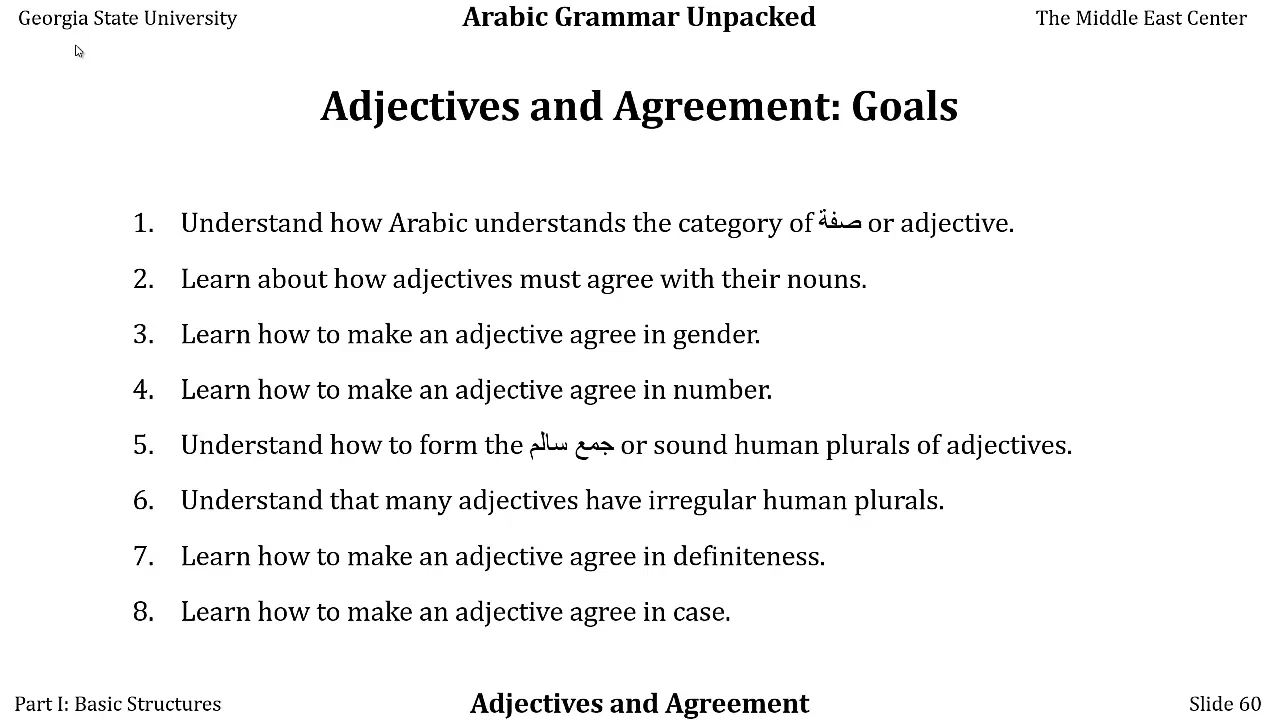 Georgia State University
Arabic Grammar Unpacked
The Middle East Center
Adjectives and Agreement: Goals
1. Understand how Arabic understands the category of صفة or adjective.
2. Learn about how adjectives must agree with their nouns.
3. Learn how to make an adjective agree in gender.
4. Learn how to make an adjective agree in number.
5. Understand how to form the جمع سالم or sound human plurals of adjectives.
6. Understand that many adjectives have irregular human plurals.
7. Learn how to make an adjective agree in definiteness.
8. Learn how to make an adjective agree in case.
Part I: Basic Structures
Adjectives and Agreement
Slide 60